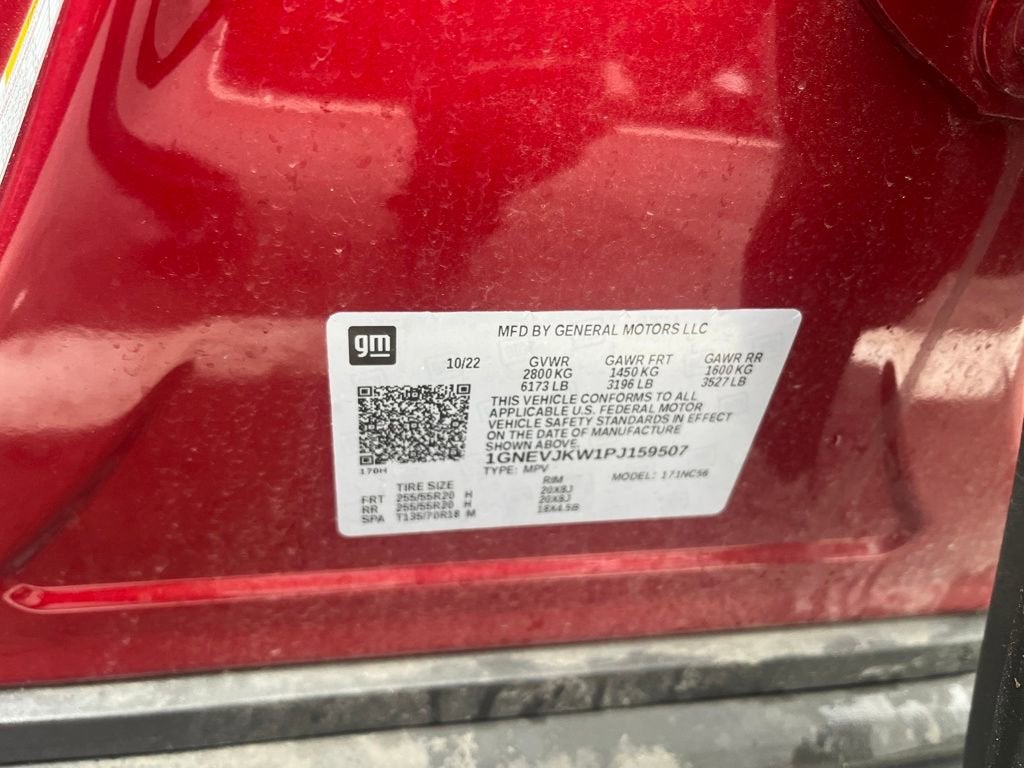 gm
MFD BY GENERAL MOTORS LLC
10/22 GVWR GAWR FRT GAWR RR
2800 KG 1450 KG 1600 KG
6173 LB 3196 LB 3527 LB
THIS VEHICLE CONFORMS TO ALL
APPLICABLE U.S. FEDERAL MOTOR
VEHICLE SAFETY STANDARDS IN EFFECT
ON THE DATE OF MANUFACTURE
SHOWN ABOVE.
1GNEVJKW1PJ159507
170H
TYPE: MPV MODEL: 171NC56
TIRE SIZE RIM
FRT 255/55R20 H 20X8J
RR 255/55R20 H 20X8J
SPA T135/70R18 M 18X4.5B